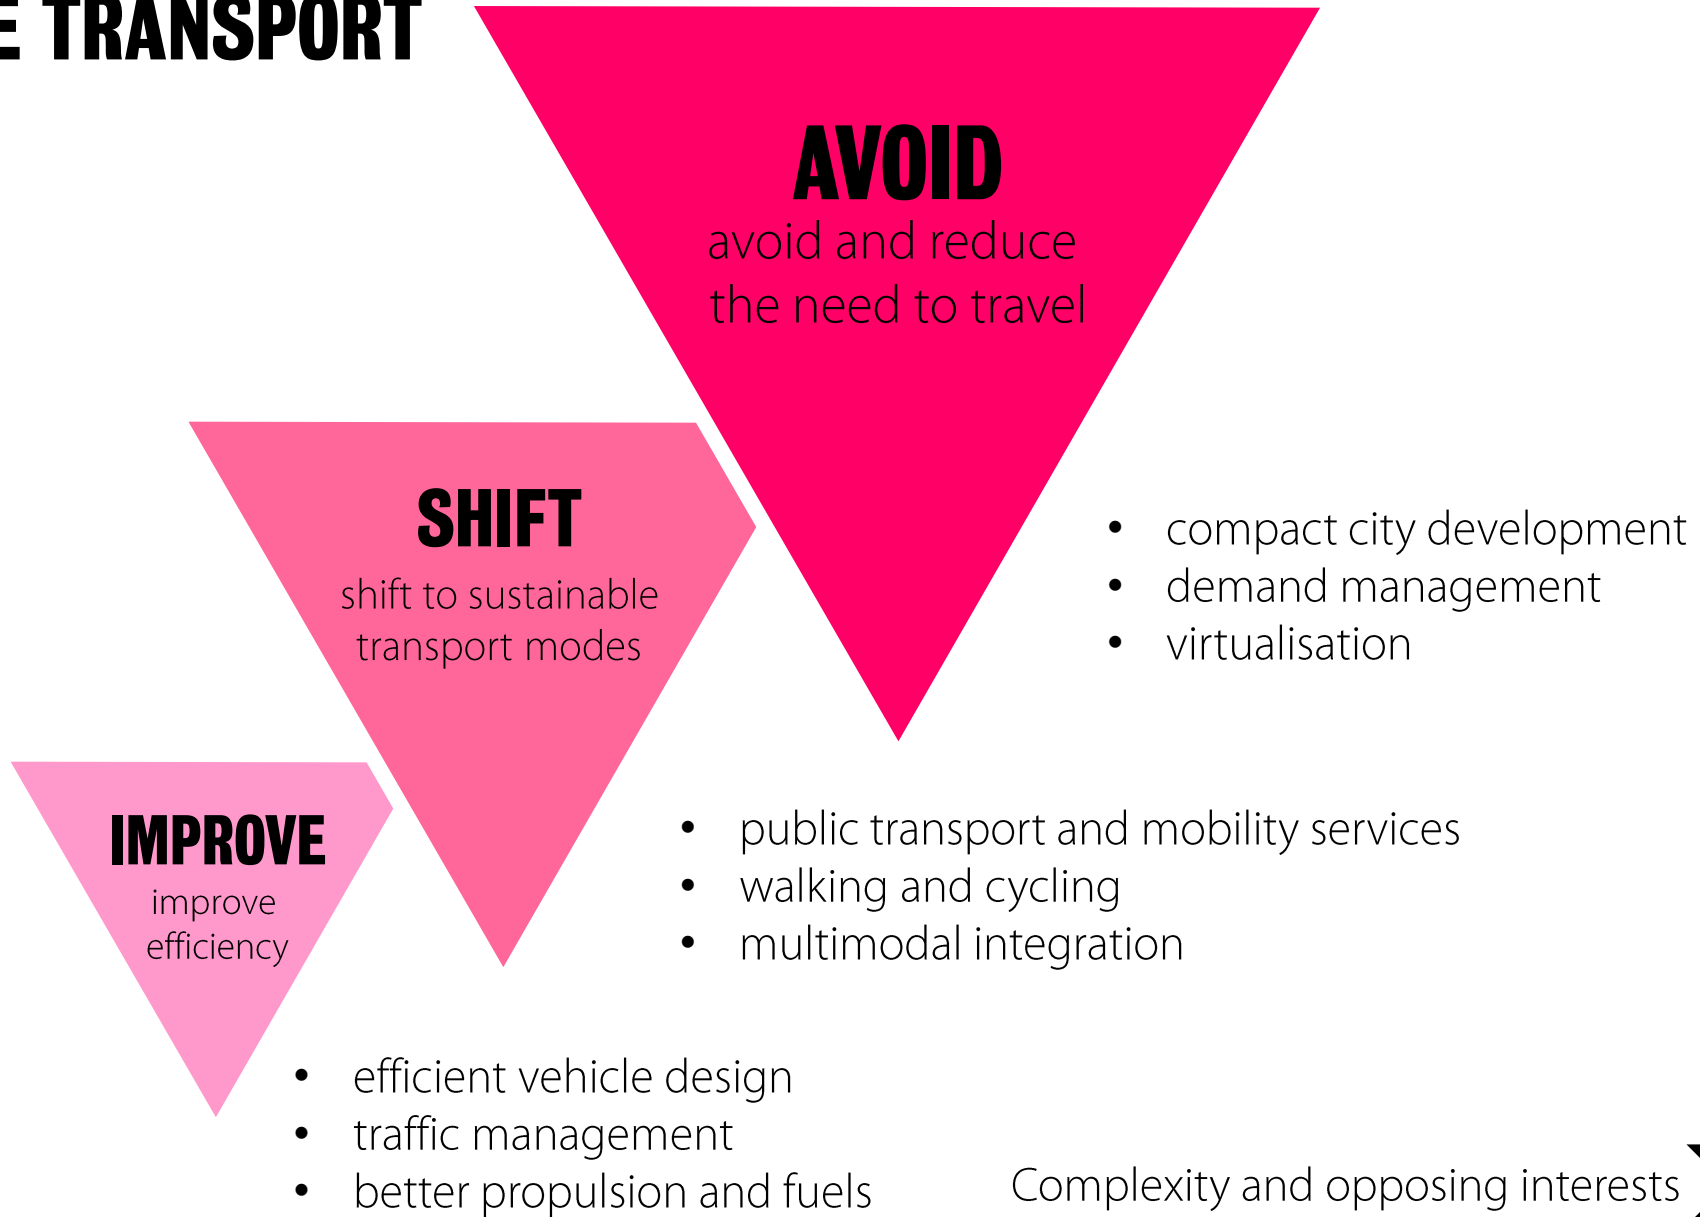 E TRANSPORT
AVOID
avoid and reduce
the need to travel
SHIFT
shift to sustainable
transport modes
• compact city development
• demand management
• virtualisation
IMPROVE
improve
efficiency
• public transport and mobility services
• walking and cycling
• multimodal integration
• efficient vehicle design
• traffic management
• better propulsion and fuels
Complexity and opposing interests